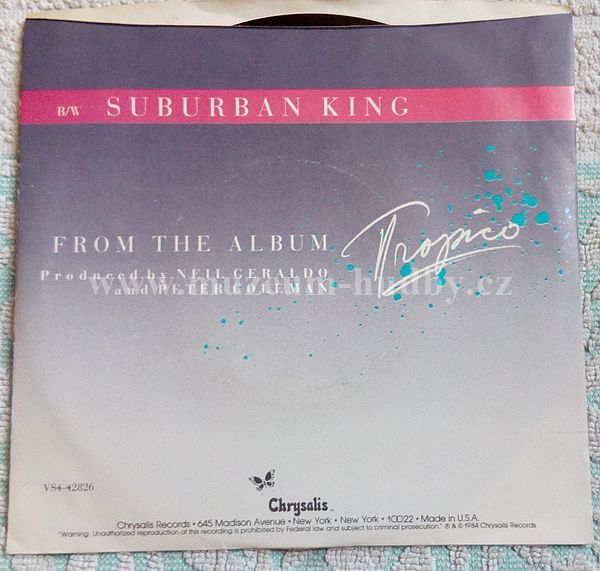 B/W SUBURBAN KING
FROM THE ALBUM Tropico
Produced by NEIL GERALDO
and PETER COLEMAN
www.muzeum-hudby.cz
VS4-42826
Chrysalis™
Chrysalis Records • 645 Madison Avenue • New York • New York • 10022 • Made in U.S.A.
"Warning: Unauthorized reproduction of this recording is prohibited by Federal law and subject to criminal prosecution." ℗ & © 1984 Chrysalis Records